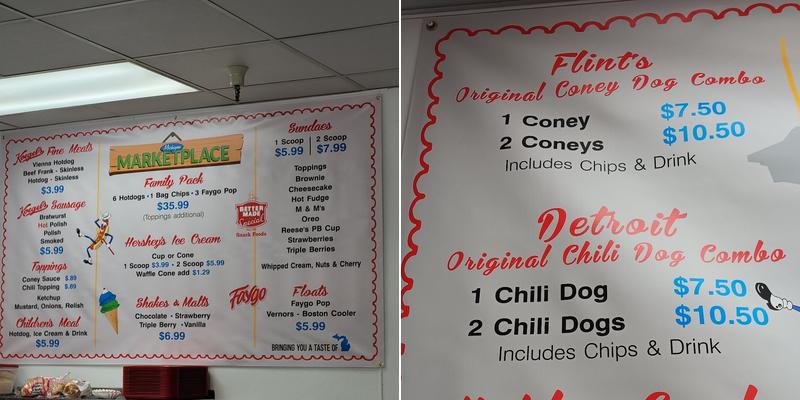 Koegel's Fine Meats
Vienna Hotdog
Beef Frank - Skinless
Hotdog - Skinless
$3.99
Koegel's Sausage
Bratwurst
Hot Polish
Polish
Smoked
$5.99
Toppings
Coney Sauce $.89
Chili Topping $.89
Ketchup
Mustard, Onions, Relish
Children's Meal
Hotdog, Ice Cream & Drink
$5.99
Michigan
MARKETPLACE
Family Pack
6 Hotdogs • 1 Bag Chips • 3 Faygo Pop
$35.99
(Toppings additional)
BETTER
MADE
Special
Snack Foods
Hershey's Ice Cream
Cup or Cone
1 Scoop $3.99 • 2 Scoop $5.99
Waffle Cone add $1.29
Shakes & Malts
Chocolate • Strawberry
Triple Berry • Vanilla
$6.99
Faygo
Sundaes
1 Scoop 2 Scoop
$5.99 $7.99
Toppings
Brownie
Cheesecake
Hot Fudge
M & M's
Oreo
Reese's PB Cup
Strawberries
Triple Berries
Whipped Cream, Nuts & Cherry
Floats
Faygo Pop
Vernors - Boston Cooler
$5.99
BRINGING YOU A TASTE OF
Flint's
Original Coney Dog Combo
1 Coney $7.50
2 Coneys $10.50
Includes Chips & Drink
Detroit
Original Chili Dog Combo
1 Chili Dog $7.50
2 Chili Dogs $10.50
Includes Chips & Drink